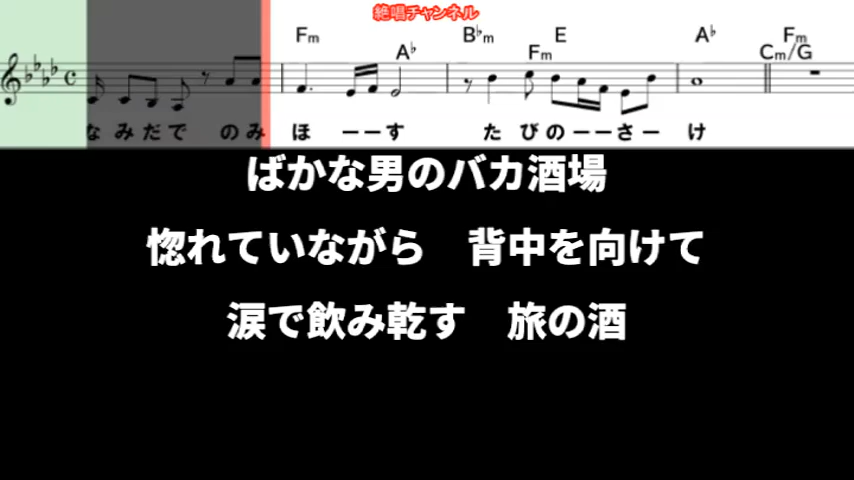 絶唱チャンネル
Fm A♭ B♭m Fm E A♭ Fm Cm/G
なみだで のみ ほ ーーす た びのーーさー け
ばかな男のバカ酒場
惚れていながら 背中を向けて
涙で飲み乾す 旅の酒